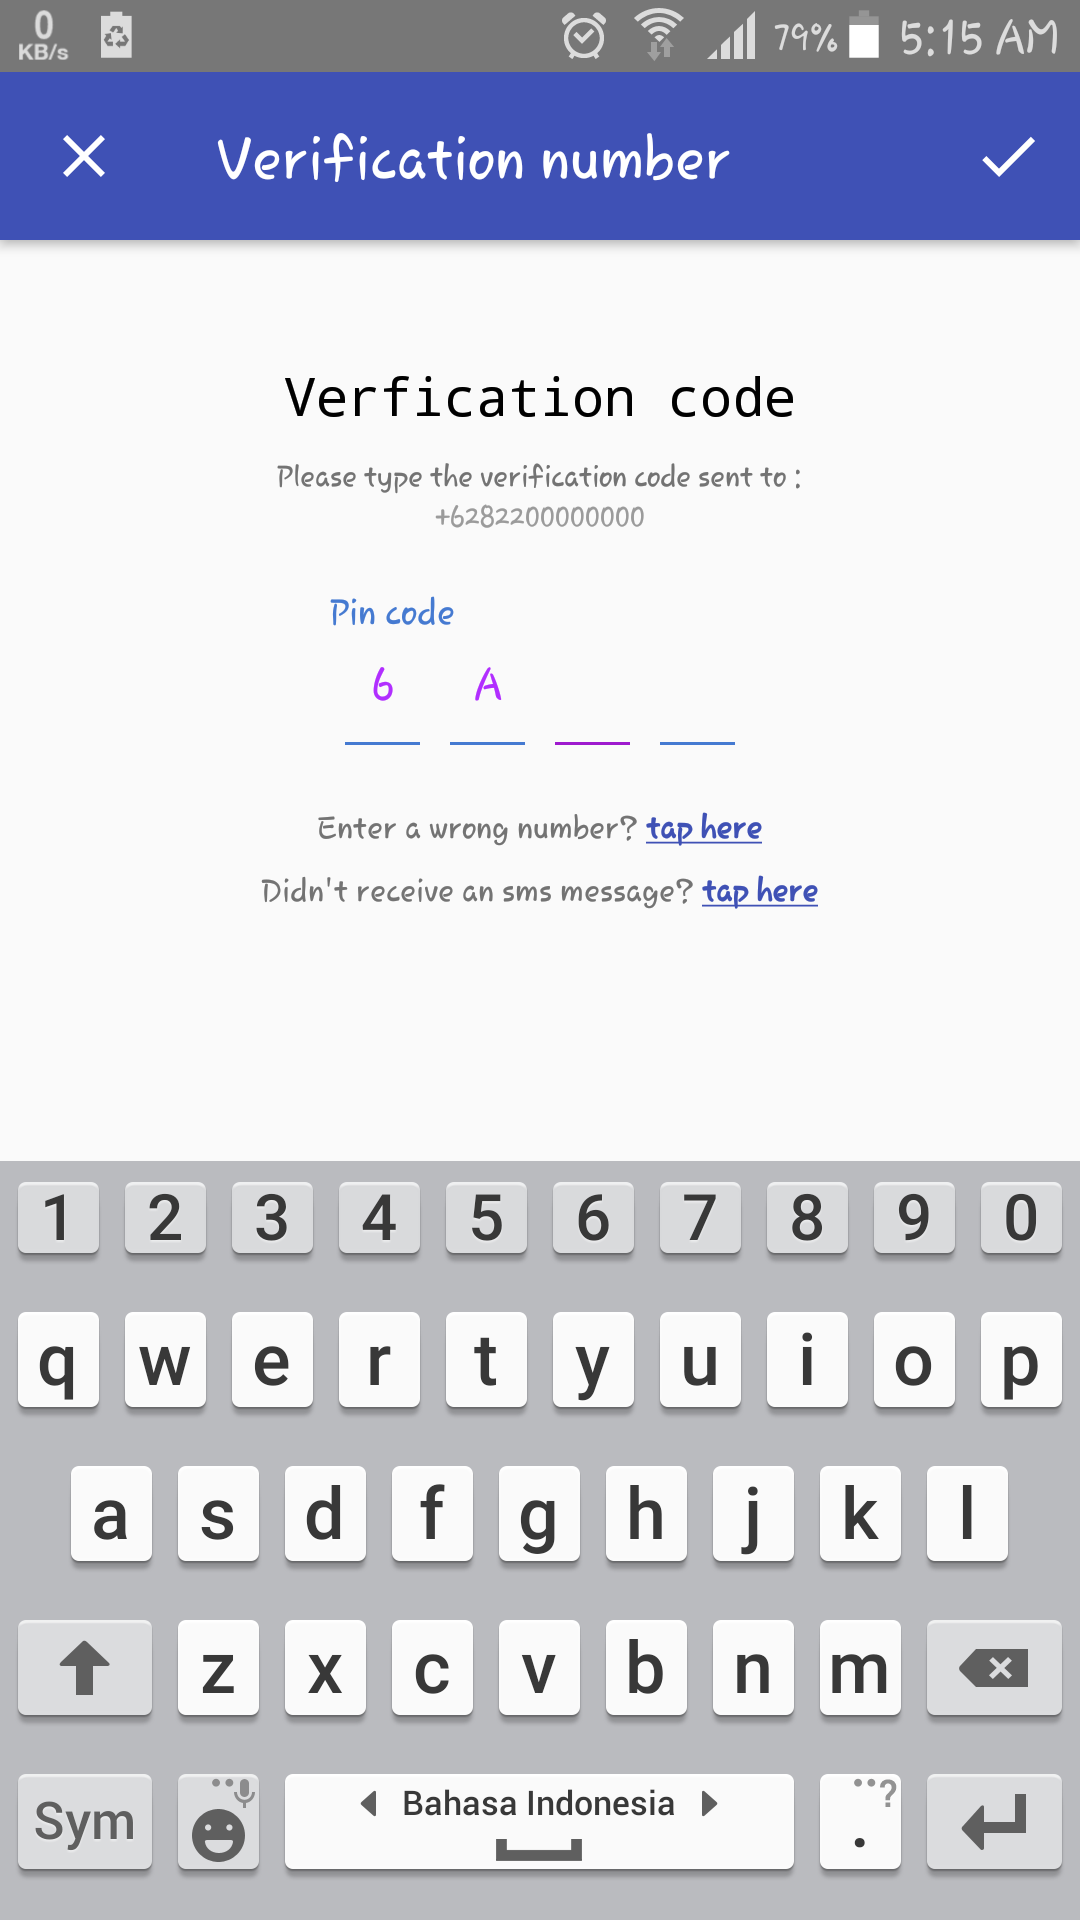 0
KB/s
79%
5:15 AM
Verification number
Verfication code
Please type the verification code sent to :
+6282200000000
Pin code
6 A
Enter a wrong number? tap here
Didn't receive an sms message? tap here
1 2 3 4 5 6 7 8 9 0
q w e r t y u i o p
a s d f g h j k l
z x c v b n m
Sym
Bahasa Indonesia
?
.